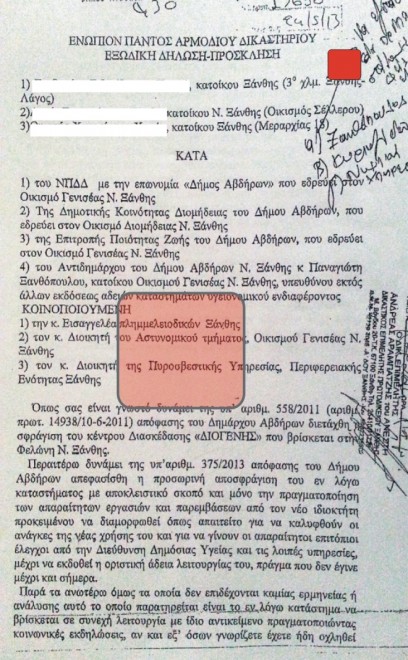 430
24/5/13
ΕΝΩΠΙΟΝ ΠΑΝΤΟΣ ΑΡΜΟΔΙΟΥ ΔΙΚΑΣΤΗΡΙΟΥ
ΕΞΩΔΙΚΗ ΔΗΛΩΣΗ-ΠΡΟΣΚΛΗΣΗ
1) κατοίκου Ξάνθης (3º χλμ. Ξάνθης
Λάγος)
2) κατοίκου Ν. Ξάνθης (Οικισμός Σέλερου)
3) κατοίκου Ξάνθης (Μεραρχίας 18)
ΚΑΤΑ
1) του ΝΠΔΔ με την επωνυμία «Δήμος Αβδήρων» που εδρεύει στον
Οικισμό Γενισέας Ν. Ξάνθης
2) Της Δημοτικής Κοινότητας Διομήδειας του Δήμου Αβδήρων, που
εδρεύει στον Οικισμό Διομήδειας Ν. Ξάνθης
3) της Επιτροπής Ποιότητας Ζωής του Δήμου Αβδήρων, που εδρεύει
στον Οικισμό Γενισέας Ν. Ξάνθης
4) του Αντιδημάρχου του Δήμου Αβδήρων Ν. Ξάνθης κ Παναγιώτη
Ξανθόπουλου, κατοίκου Οικισμού Γενισέας Ν. Ξάνθης, υπευθύνου εκτός
άλλων εκδόσεως αδειών καταστημάτων υγειονομικού ενδιαφέροντος
ΚΟΙΝΟΠΟΙΟΥΜΕΝΗ
1) την κ. Εισαγγελέα πλημμελειοδικών Ξάνθης
2) τον κ. Διοικητή του Αστυνομικού τμήματος, Οικισμού Γενισέας Ν.
Ξάνθης
3) τον κ. Διοικητή της Πυροσβεστικής Υπηρεσίας, Περιφερειακής
Ενότητας Ξάνθης
Όπως σας είναι γνωστό δυνάμει της υπ' αριθμ. 558/2011 (αριθμ.
πρωτ. 14938/10-6-2011) απόφασης του Δημάρχου Αβδήρων διετάχθη
σφράγιση του κέντρου Διασκέδασης «ΔΙΟΓΕΝΗΣ» που βρίσκεται στη
Φελώνη Ν. Ξάνθης.
Περαιτέρω δυνάμει της υπ'αριθμ. 375/2013 απόφασης του Δήμου
Αβδήρων απεφασίσθη η προσωρινή αποσφράγιση του εν λόγω
καταστήματος με αποκλειστικό σκοπό και μόνο την πραγματοποίηση
των απαραίτητων εργασιών και παρεμβάσεων από τον νέο ιδιοκτήτη
προκειμένου να διαμορφωθεί όπως απαιτείτο για να καλυφθούν οι
ανάγκες της νέας χρήσης του και για να γίνουν οι απαραίτητοι επιτόπιοι
έλεγχοι από την Διεύθυνση Δημόσιας Υγείας και τις λοιπές υπηρεσίες,
μέχρι να εκδοθεί η οριστική άδεια λειτουργίας του, πράγμα που δεν έγινε
μέχρι και σήμερα.
Παρά τα ανωτέρω όμως τα οποία δεν επιδέχονται καμίας ερμηνείας ή
ανάλυσης αυτό το οποίο παρατηρείται είναι το εν λόγω κατάστημα να
βρίσκεται σε συνεχή λειτουργία με ίδιο αντικείμενο πραγματοποιώντας
κοινωνικές εκδηλώσεις, αν και εξ' όσων γνωρίζετε έχετε ήδη οχληθεί